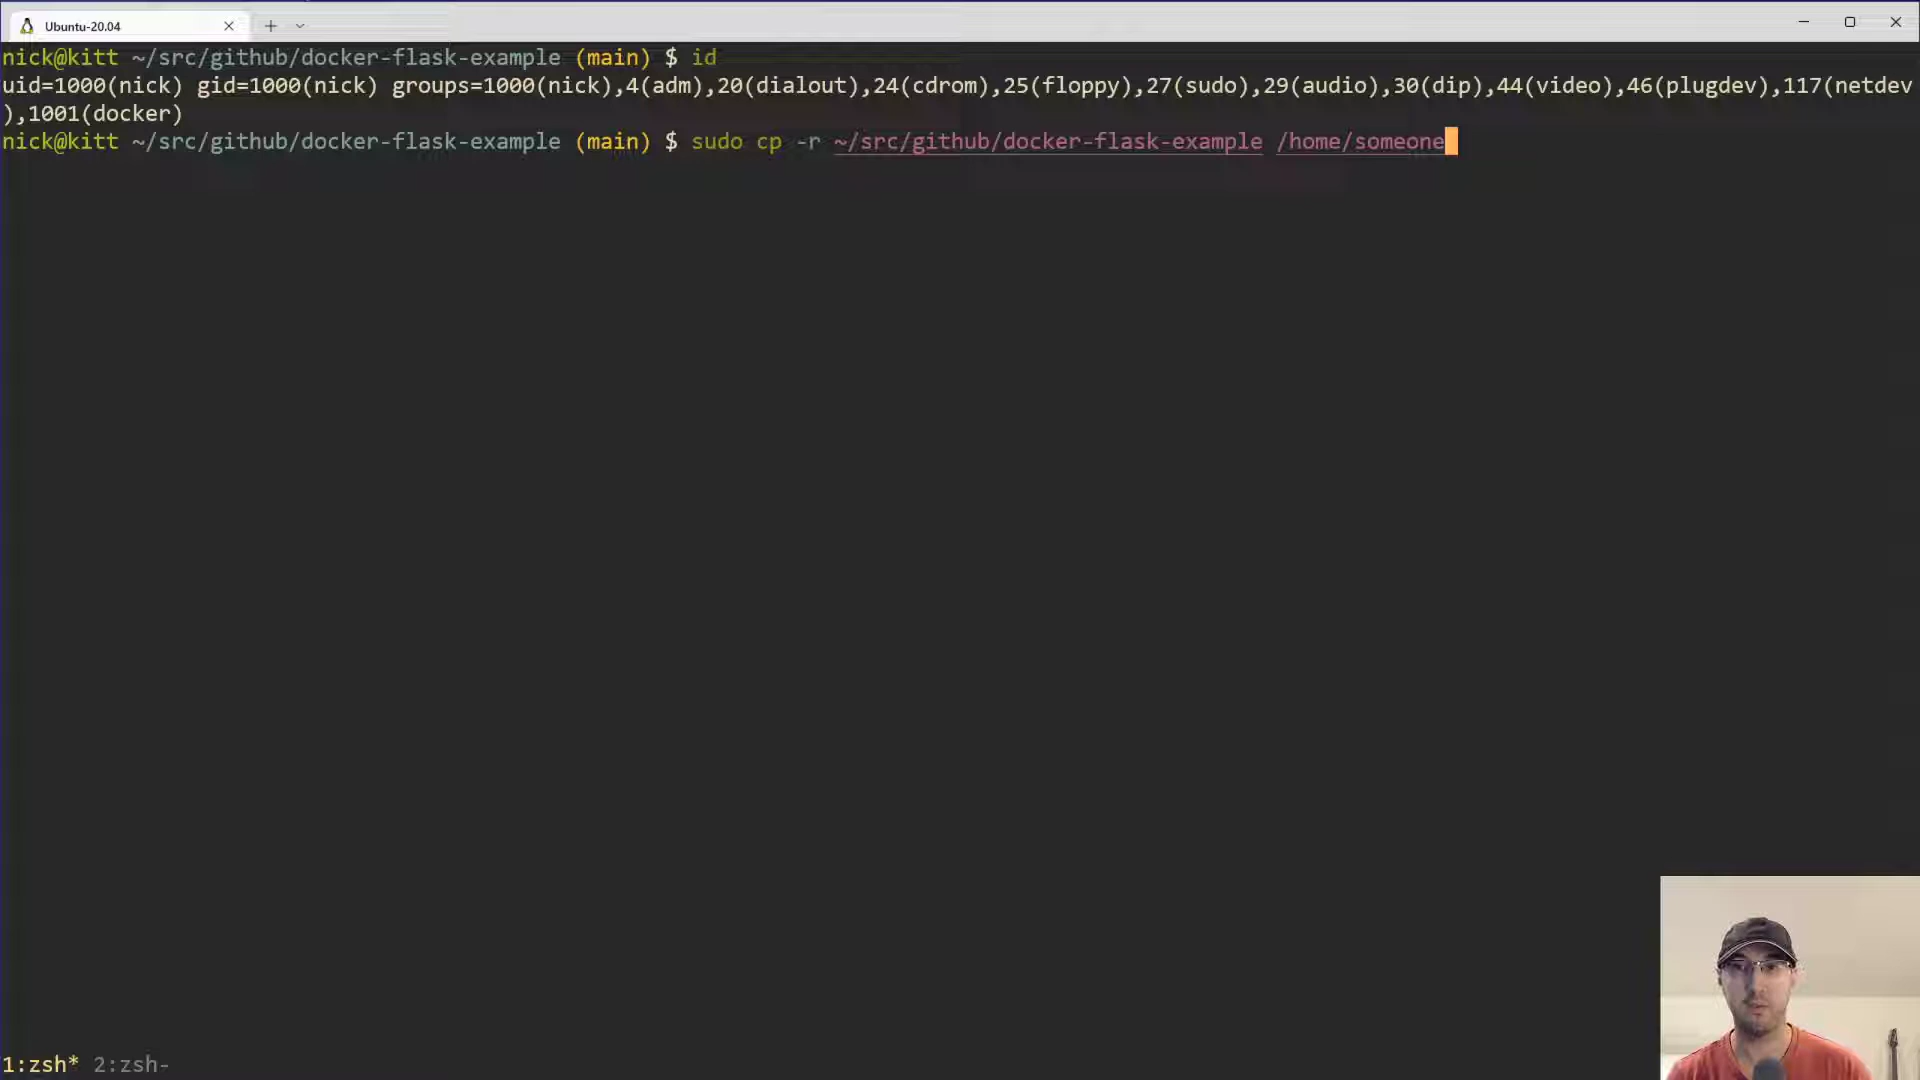 Ubuntu-20.04
nick@kitt ~/src/github/docker-flask-example (main) $ id
uid=1000(nick) gid=1000(nick) groups=1000(nick),4(adm),20(dialout),24(cdrom),25(floppy),27(sudo),29(audio),30(dip),44(video),46(plugdev),117(netdev
),1001(docker)
nick@kitt ~/src/github/docker-flask-example (main) $ sudo cp -r ~/src/github/docker-flask-example /home/someone
1:zsh* 2:zsh-